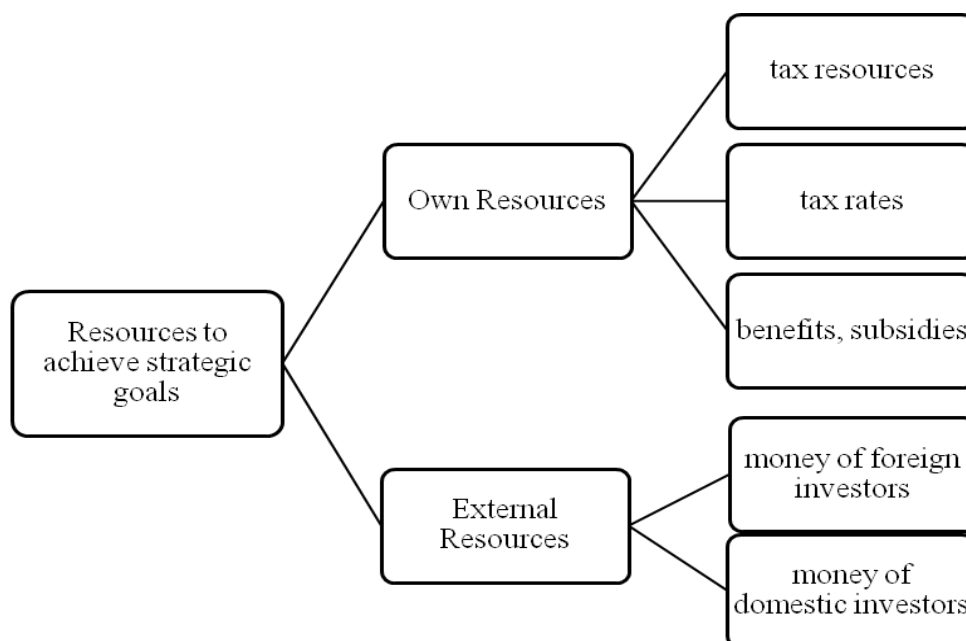 Resources to
achieve strategic
goals
Own Resources
tax resources
tax rates
benefits, subsidies
External
Resources
money of foreign
investors
money of
domestic investors